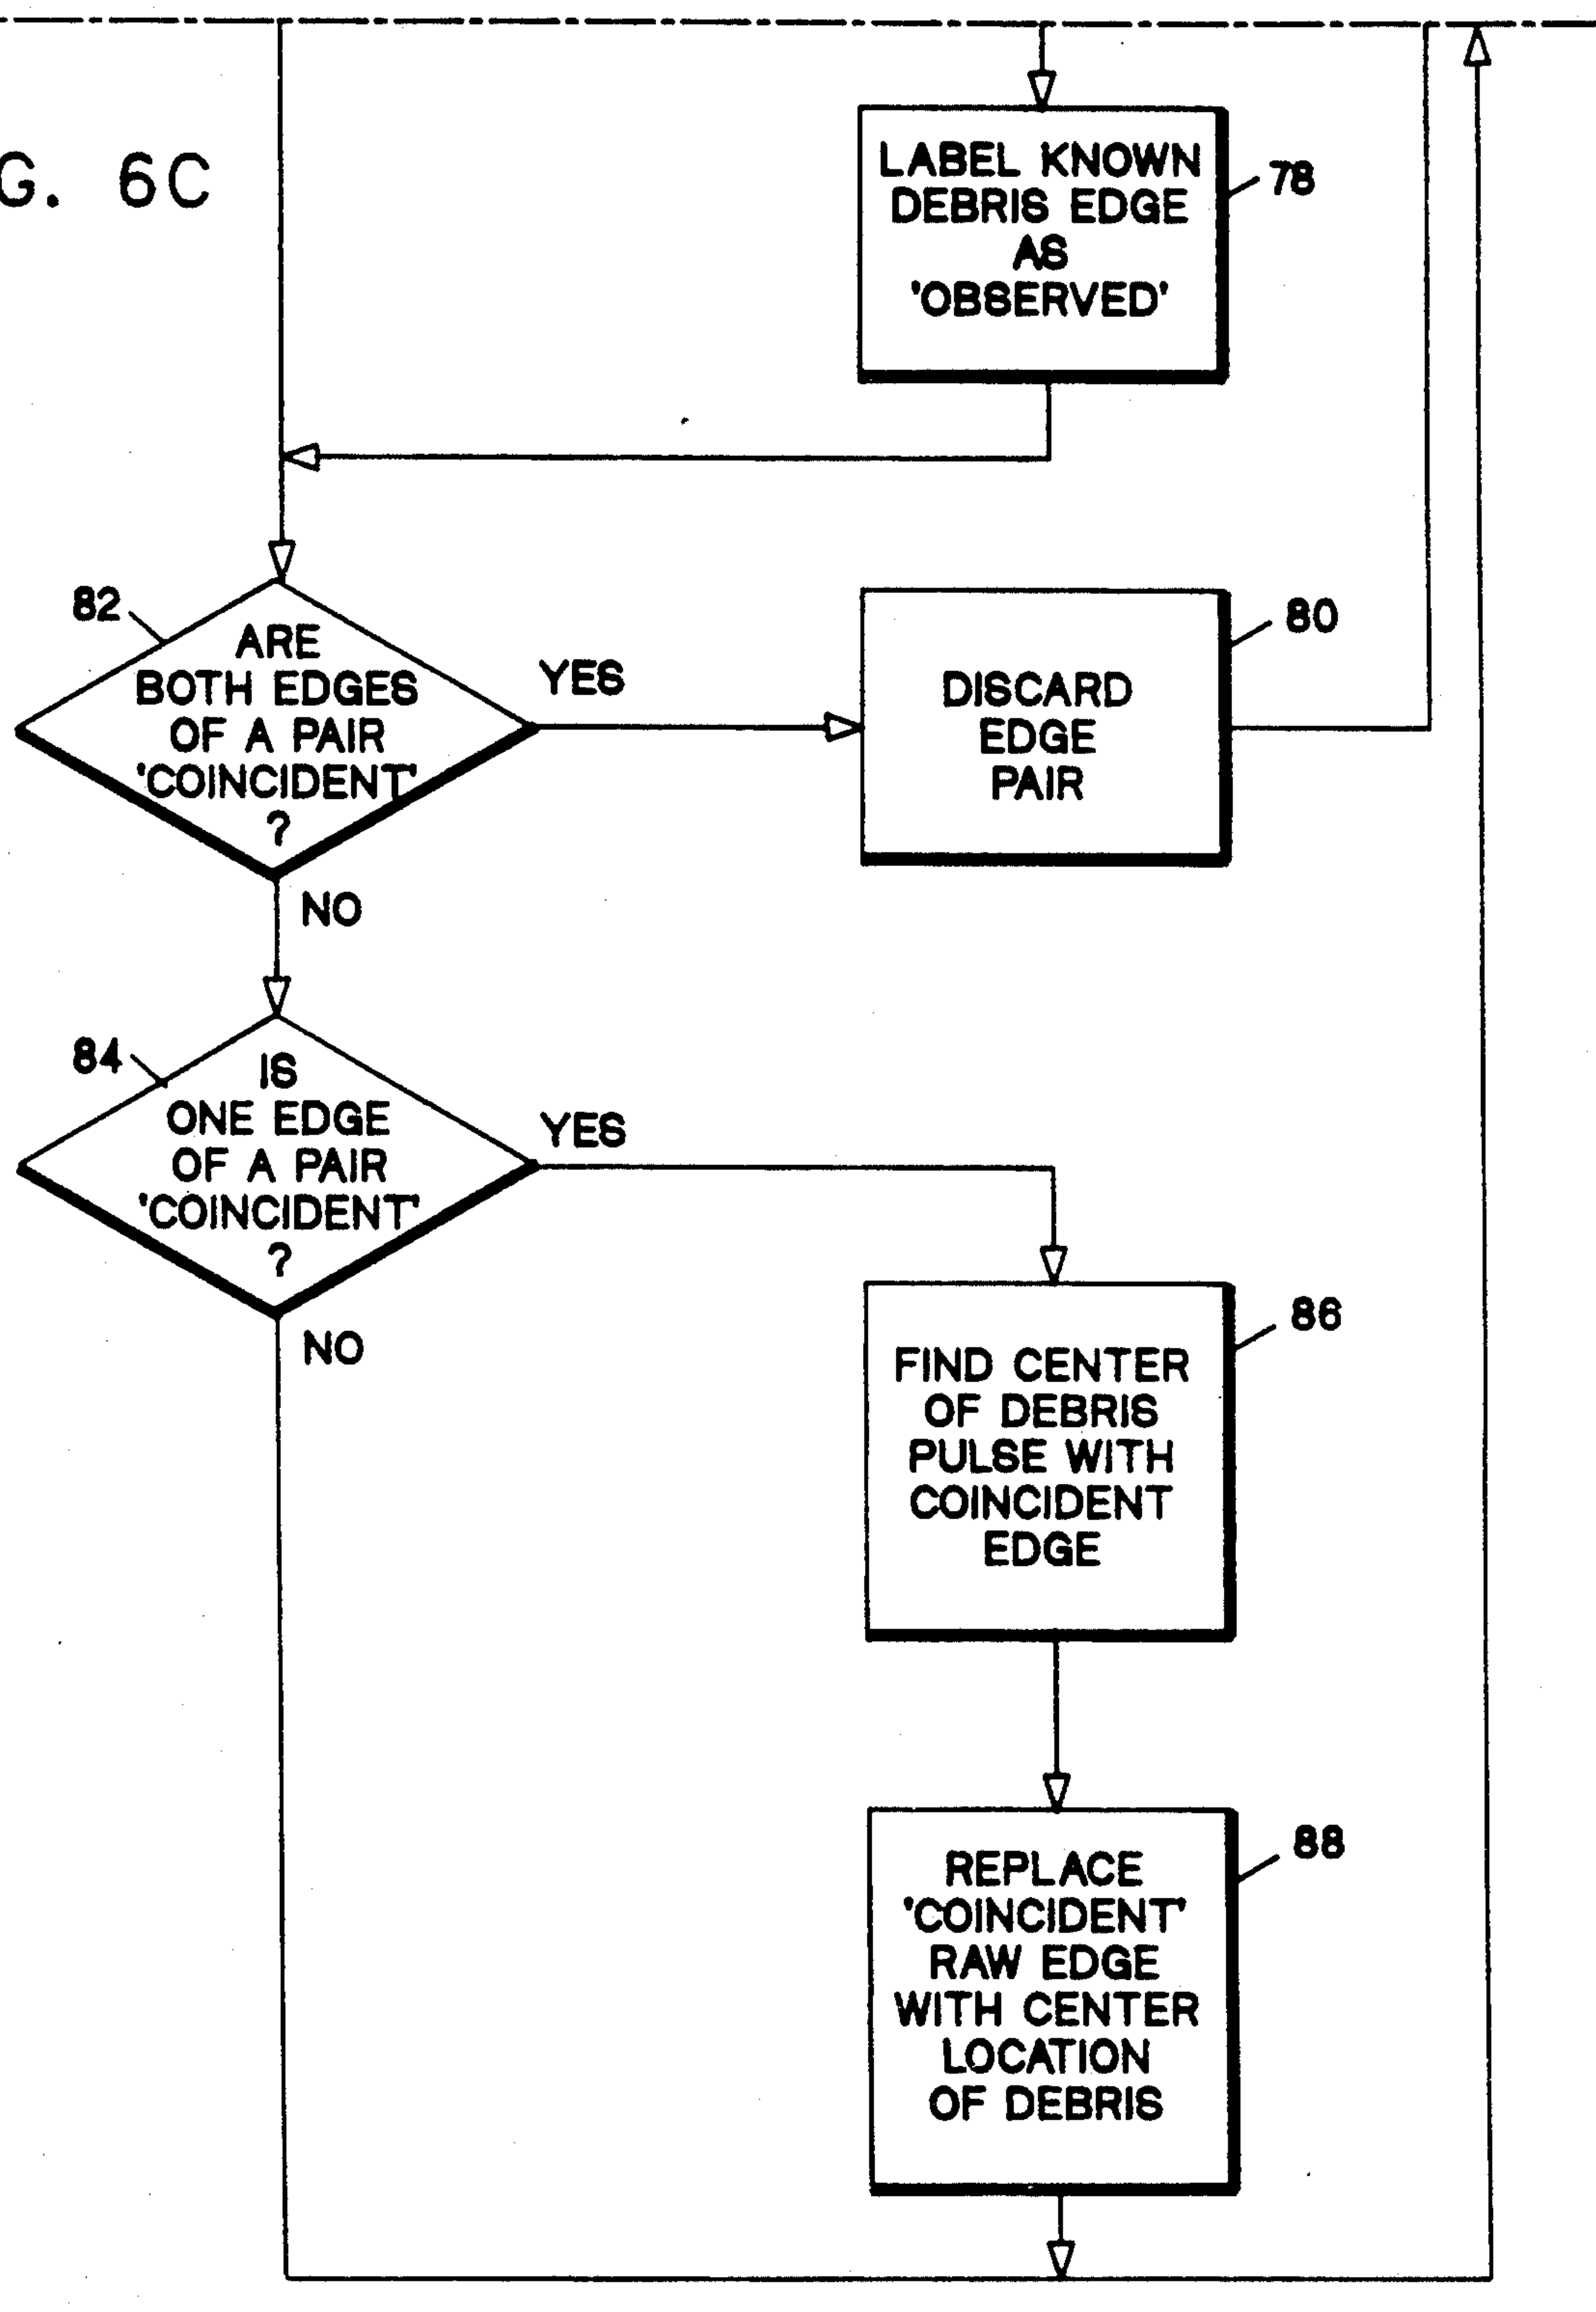 G. 6C
LABEL KNOWN
DEBRIS EDGE
AS
'OBSERVED'
78
82
ARE
BOTH EDGES
OF A PAIR
'COINCIDENT'
?
YES
NO
DISCARD
EDGE
PAIR
80
84
IS
ONE EDGE
OF A PAIR
'COINCIDENT'
?
YES
NO
FIND CENTER
OF DEBRIS
PULSE WITH
COINCIDENT
EDGE
86
REPLACE
'COINCIDENT'
RAW EDGE
WITH CENTER
LOCATION
OF DEBRIS
88